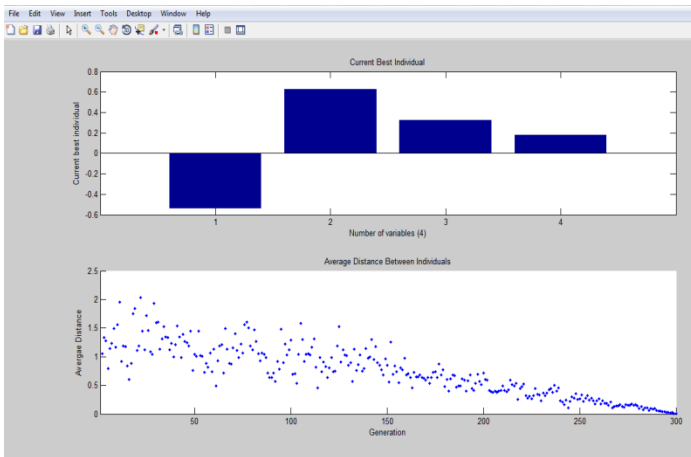 File Edit View Insert Tools Desktop Window Help
Current Best Individual
Current best individual
0.8
0.6
0.4
0.2
0
-0.2
-0.4
-0.6
1 2 3 4
Number of variables (4)
Average Distance Between Individuals
Avergae Distance
2.5
2
1.5
1
0.5
0
50 100 150 200 250 300
Generation